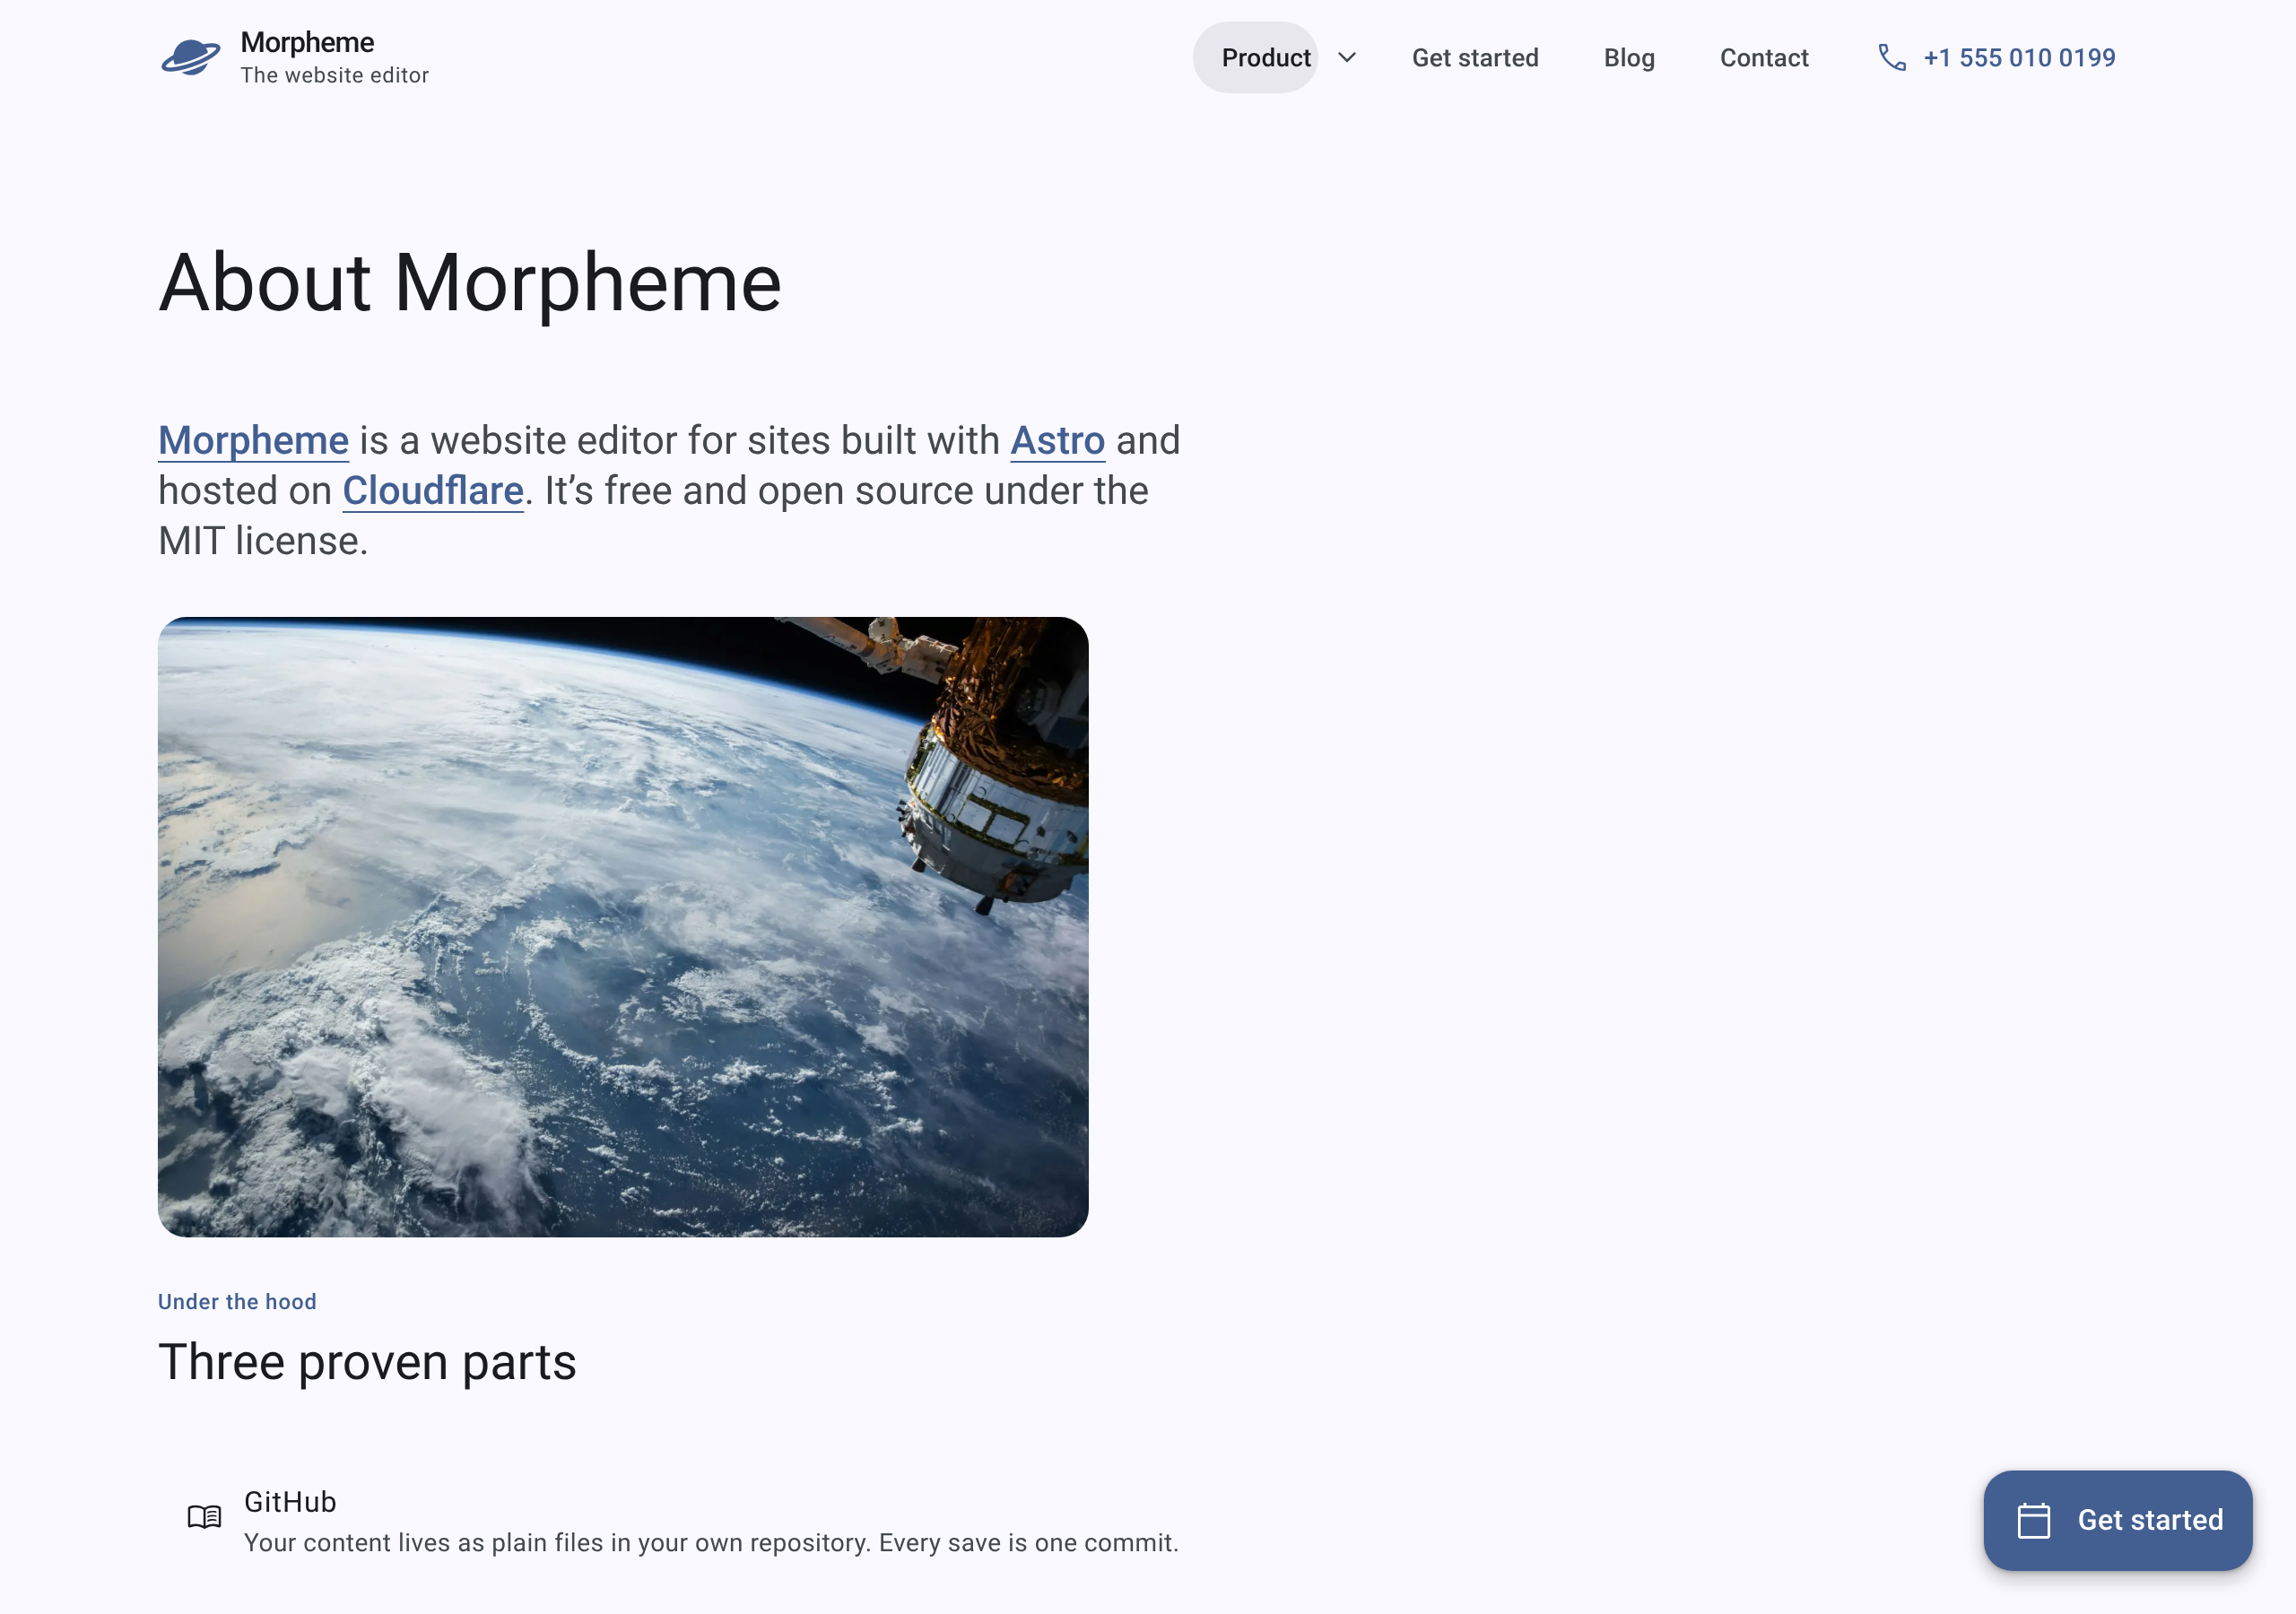 Morpheme
The website editor
Product
Get started
Blog
Contact
+1 555 010 0199
About Morpheme
Morpheme is a website editor for sites built with Astro and
hosted on Cloudflare. It’s free and open source under the
MIT license.
Under the hood
Three proven parts
GitHub
Your content lives as plain files in your own repository. Every save is one commit.
Get started